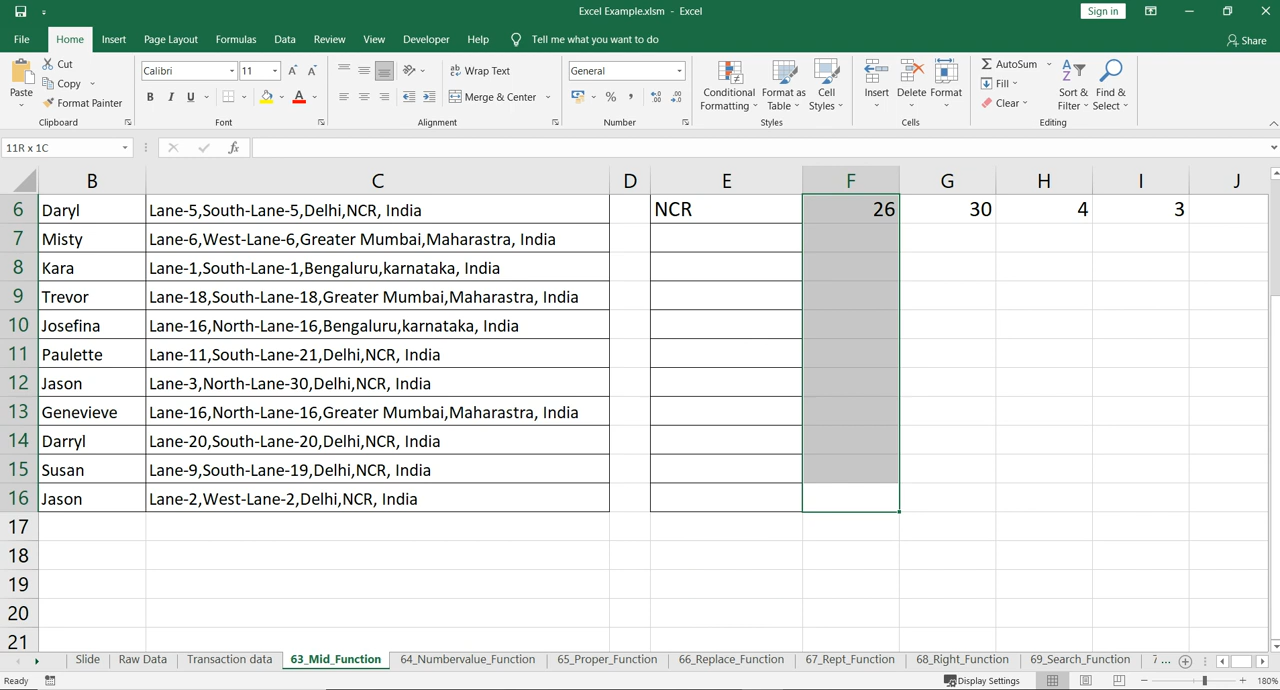 Excel Example.xlsm - Excel
Sign in
File Home Insert Page Layout Formulas Data Review View Developer Help Tell me what you want to do Share
Paste
Cut
Copy
Format Painter
Clipboard
Calibri 11
B I U
Font
Wrap Text
Merge & Center
Alignment
General
% ,
Number
Conditional Formatting
Format as Table
Cell Styles
Styles
Insert Delete Format
Cells
AutoSum
Fill
Clear
Sort & Filter
Find & Select
Editing
11R x 1C fx
B C D E F G H I J
6 Daryl Lane-5,South-Lane-5,Delhi,NCR, India NCR 26 30 4 3
7 Misty Lane-6,West-Lane-6,Greater Mumbai,Maharastra, India
8 Kara Lane-1,South-Lane-1,Bengaluru,karnataka, India
9 Trevor Lane-18,South-Lane-18,Greater Mumbai,Maharastra, India
10 Josefina Lane-16,North-Lane-16,Bengaluru,karnataka, India
11 Paulette Lane-11,South-Lane-21,Delhi,NCR, India
12 Jason Lane-3,North-Lane-30,Delhi,NCR, India
13 Genevieve Lane-16,North-Lane-16,Greater Mumbai,Maharastra, India
14 Darryl Lane-20,South-Lane-20,Delhi,NCR, India
15 Susan Lane-9,South-Lane-19,Delhi,NCR, India
16 Jason Lane-2,West-Lane-2,Delhi,NCR, India
17
18
19
20
21
Slide Raw Data Transaction data 63_Mid_Function 64_Numbervalue_Function 65_Proper_Function 66_Replace_Function 67_Rept_Function 68_Right_Function 69_Search_Function 7 ...
Ready Display Settings 180%